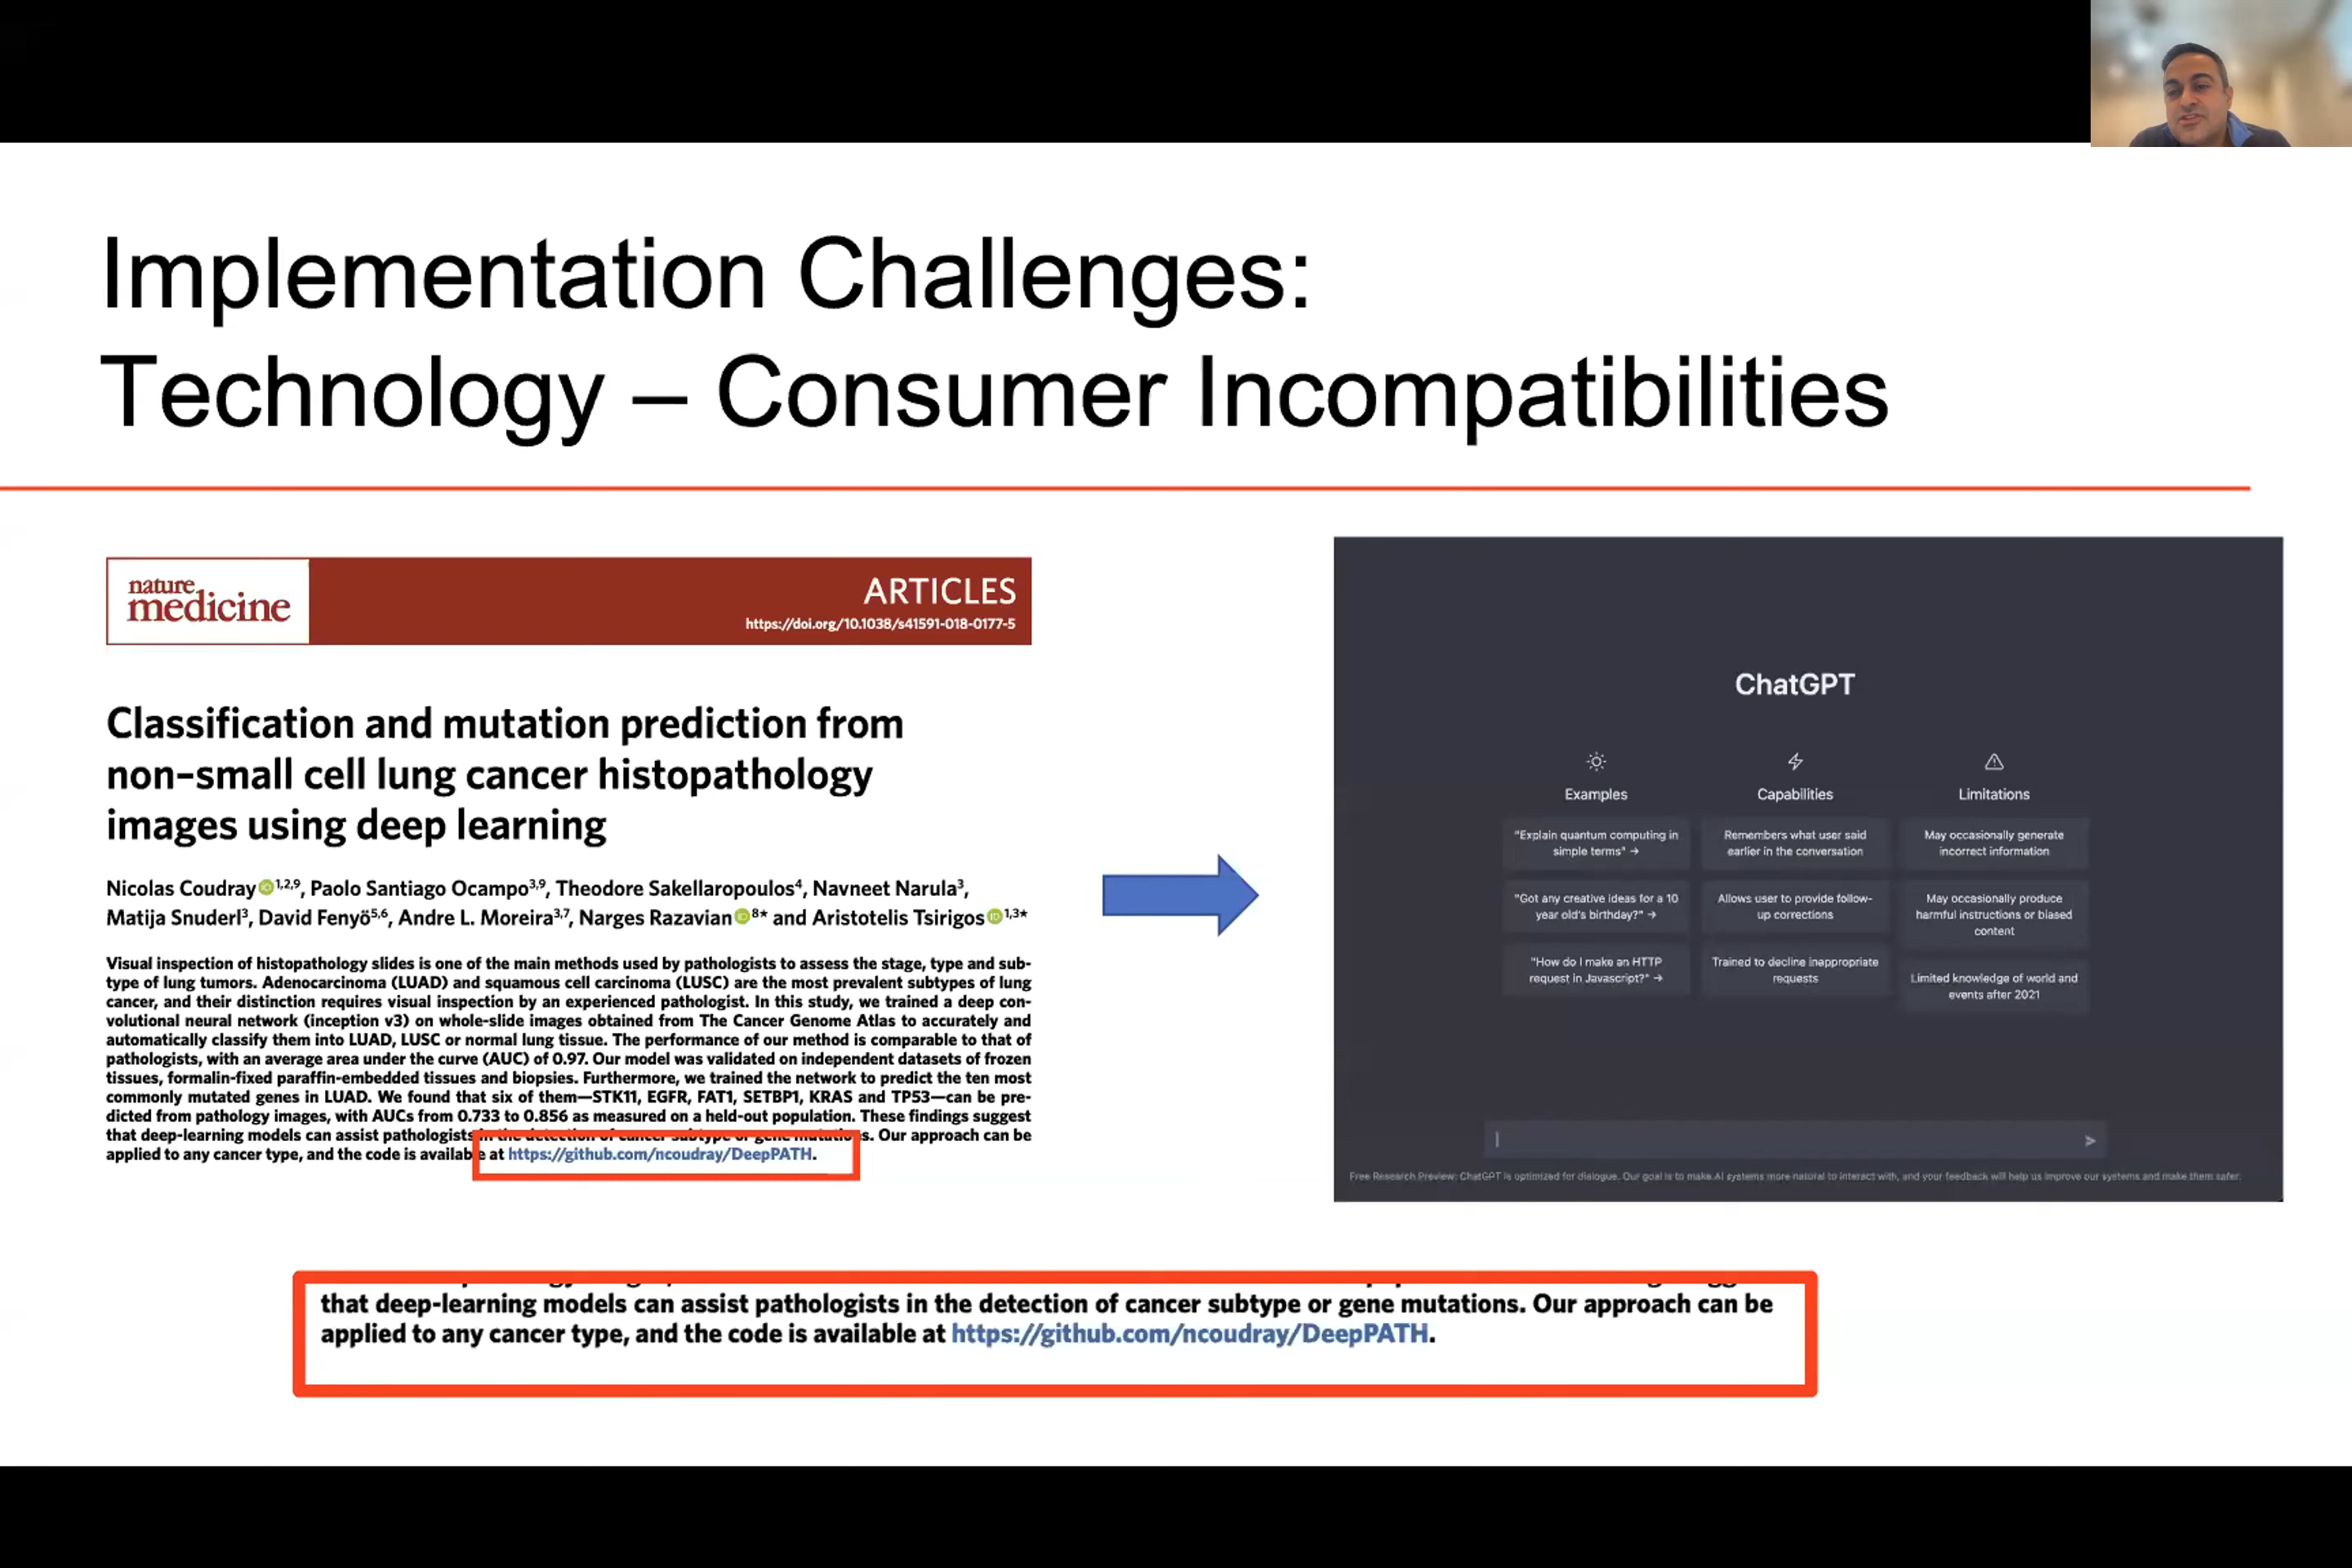 Implementation Challenges:
Technology – Consumer Incompatibilities
nature
medicine
ARTICLES
https://doi.org/10.1038/s41591-018-0177-5
Classification and mutation prediction from
non–small cell lung cancer histopathology
images using deep learning
Nicolas Coudray 1,2,9, Paolo Santiago Ocampo3,9, Theodore Sakellaropoulos4, Navneet Narula3,
Matija Snuderl3, David Fenyö5,6, Andre L. Moreira3,7, Narges Razavian 8* and Aristotelis Tsirigos 1,3*
Visual inspection of histopathology slides is one of the main methods used by pathologists to assess the stage, type and sub-
type of lung tumors. Adenocarcinoma (LUAD) and squamous cell carcinoma (LUSC) are the most prevalent subtypes of lung
cancer, and their distinction requires visual inspection by an experienced pathologist. In this study, we trained a deep con-
volutional neural network (inception v3) on whole-slide images obtained from The Cancer Genome Atlas to accurately and
automatically classify them into LUAD, LUSC or normal lung tissue. The performance of our method is comparable to that of
pathologists, with an average area under the curve (AUC) of 0.97. Our model was validated on independent datasets of frozen
tissues, formalin-fixed paraffin-embedded tissues and biopsies. Furthermore, we trained the network to predict the ten most
commonly mutated genes in LUAD. We found that six of them—STK11, EGFR, FAT1, SETBP1, KRAS and TP53—can be pre-
dicted from pathology images, with AUCs from 0.733 to 0.856 as measured on a held-out population. These findings suggest
that deep-learning models can assist pathologists in the detection of cancer subtype or gene mutations. Our approach can be
applied to any cancer type, and the code is available at https://github.com/ncoudray/DeepPATH.
ChatGPT
Examples
Capabilities
Limitations
"Explain quantum computing in
simple terms" →
Remembers what user said
earlier in the conversation
May occasionally generate
incorrect information
"Got any creative ideas for a 10
year old's birthday?" →
Allows user to provide follow-
up corrections
May occasionally produce
harmful instructions or biased
content
"How do I make an HTTP
request in Javascript?" →
Trained to decline inappropriate
requests
Limited knowledge of world and
events after 2021
Free Research Preview: ChatGPT is optimized for dialogue. Our goal is to make AI systems more natural to interact with, and your feedback will help us improve our systems and make them safer.
that deep-learning models can assist pathologists in the detection of cancer subtype or gene mutations. Our approach can be
applied to any cancer type, and the code is available at https://github.com/ncoudray/DeepPATH.